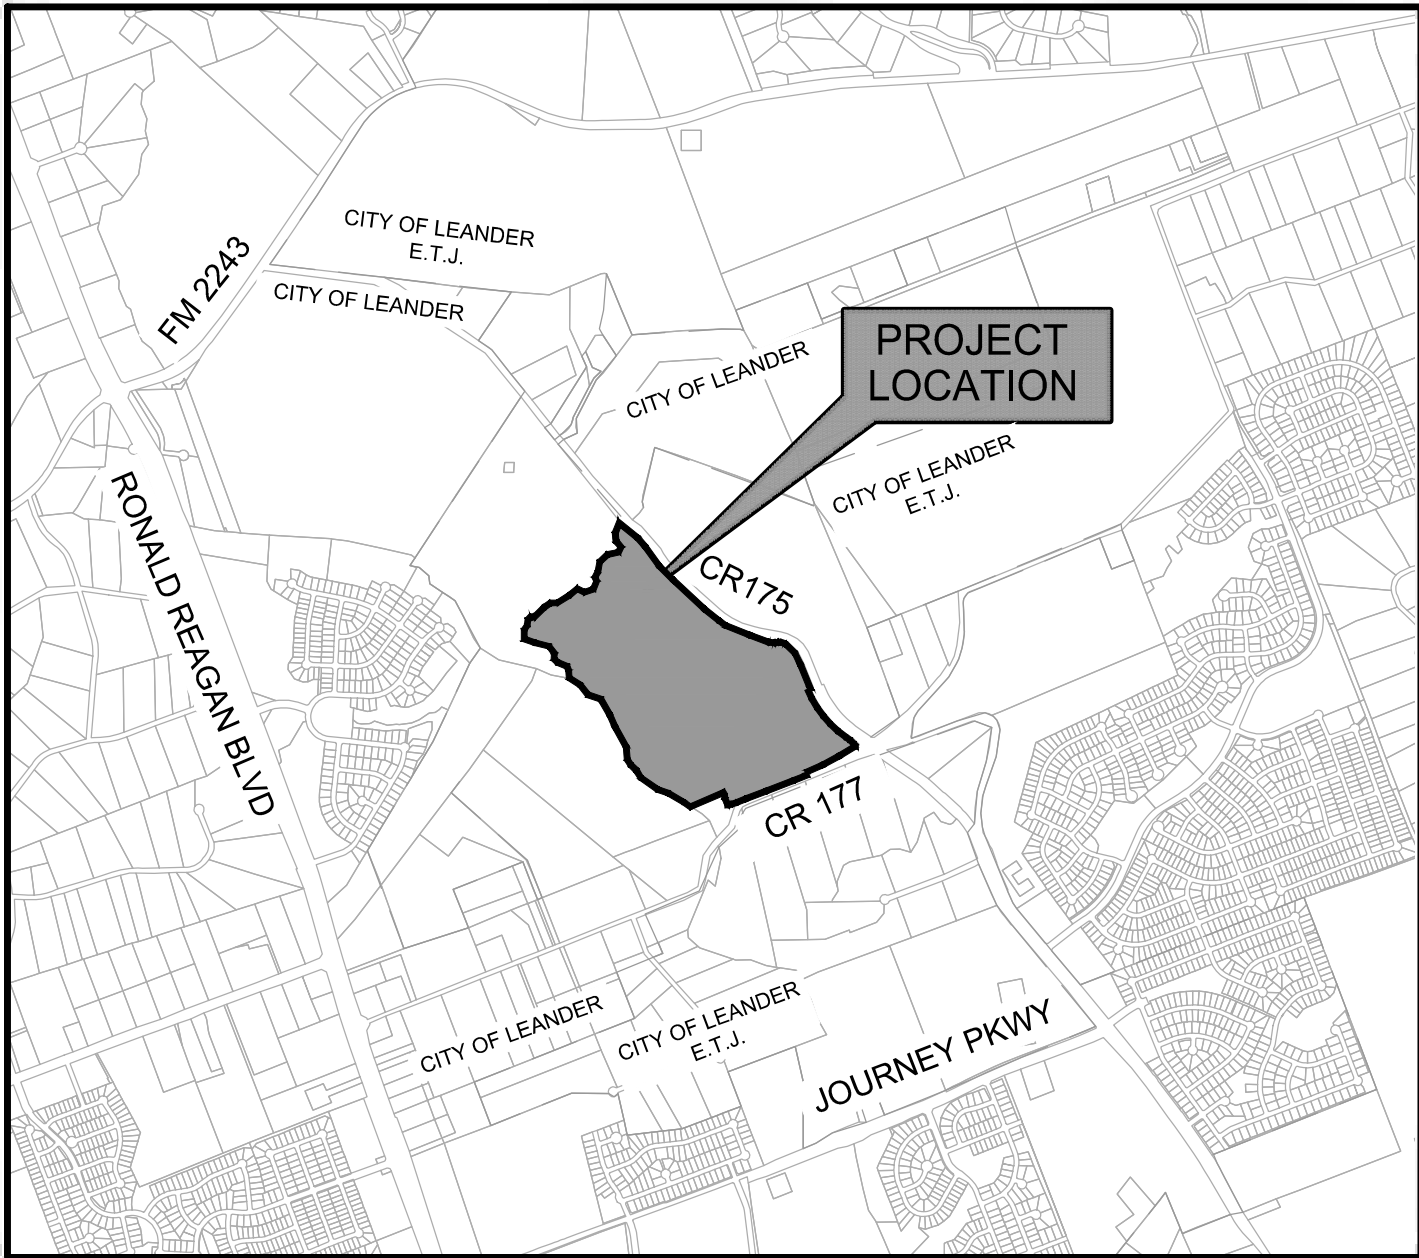 CITY OF LEANDER
E.T.J.
FM 2243
CITY OF LEANDER
PROJECT
LOCATION
CITY OF LEANDER
CITY OF LEANDER
E.T.J.
RONALD REAGAN BLVD
CR175
CR 177
CITY OF LEANDER
CITY OF LEANDER
E.T.J.
JOURNEY PKWY